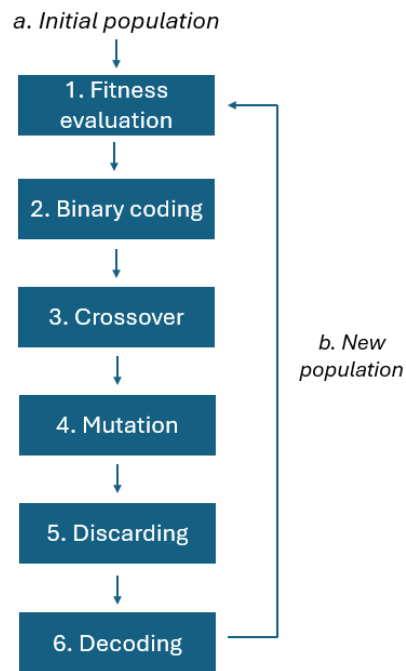 a. Initial population
1. Fitness
evaluation
2. Binary coding
3. Crossover
b. New
population
4. Mutation
5. Discarding
6. Decoding